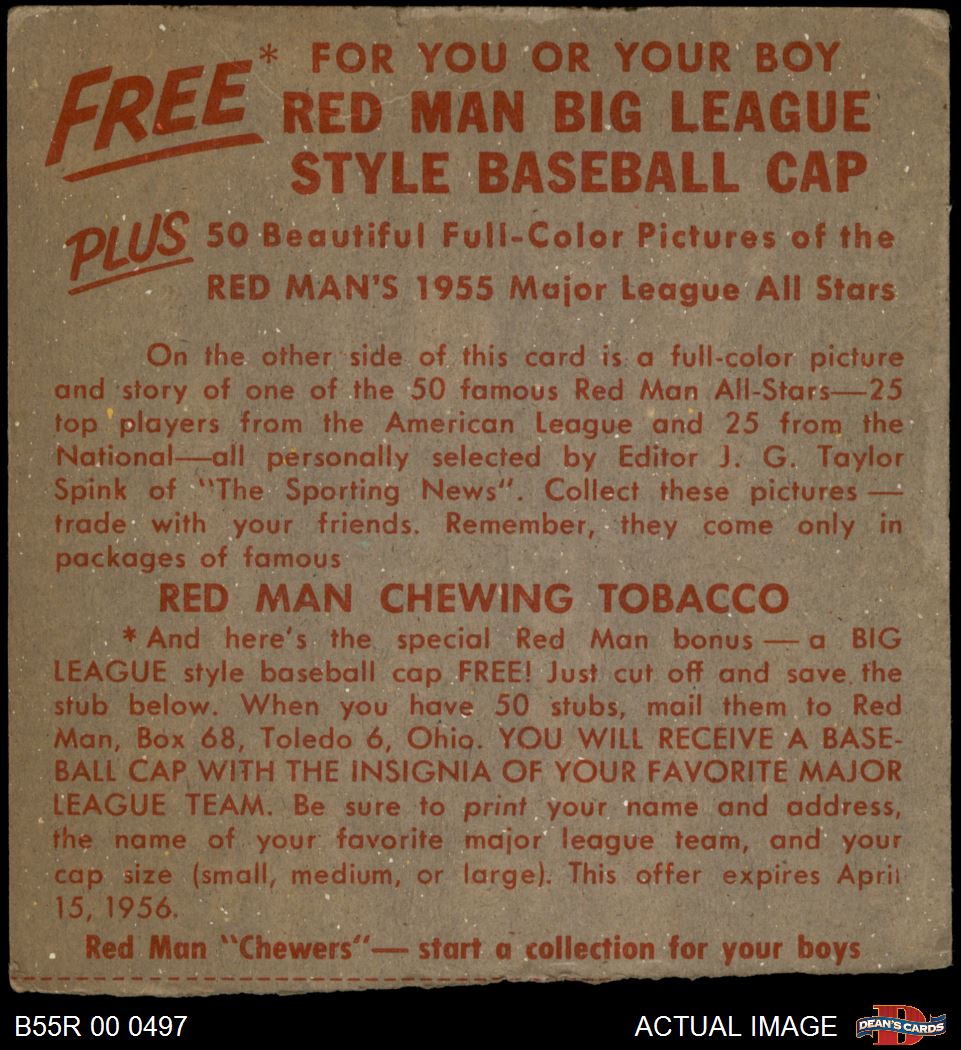 FREE* FOR YOU OR YOUR BOY
RED MAN BIG LEAGUE
STYLE BASEBALL CAP
PLUS 50 Beautiful Full-Color Pictures of the
RED MAN'S 1955 Major League All Stars
On the other side of this card is a full-color picture
and story of one of the 50 famous Red Man All-Stars—25
top players from the American League and 25 from the
National—all personally selected by Editor J. G. Taylor
Spink of "The Sporting News". Collect these pictures —
trade with your friends. Remember, they come only in
packages of famous
RED MAN CHEWING TOBACCO
* And here's the special Red Man bonus — a BIG
LEAGUE style baseball cap FREE! Just cut off and save the
stub below. When you have 50 stubs, mail them to Red
Man, Box 68, Toledo 6, Ohio. YOU WILL RECEIVE A BASE-
BALL CAP WITH THE INSIGNIA OF YOUR FAVORITE MAJOR
LEAGUE TEAM. Be sure to print your name and address,
the name of your favorite major league team, and your
cap size (small, medium, or large). This offer expires April
15, 1956.
Red Man "Chewers"— start a collection for your boys
B55R 00 0497
ACTUAL IMAGE
DEAN'S CARDS